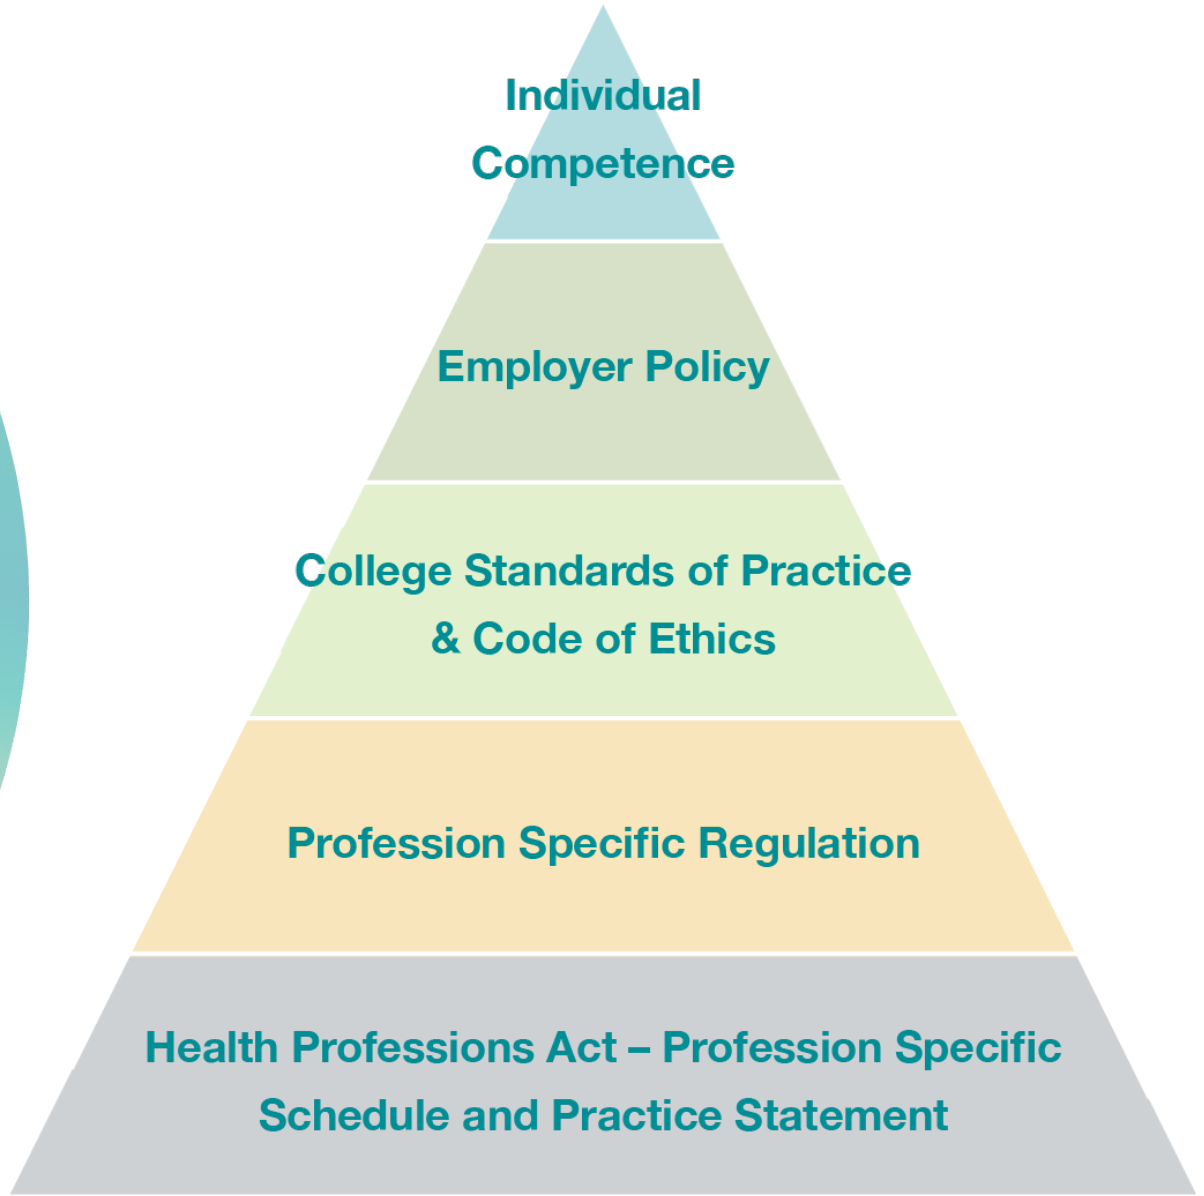 Individual
Competence
Employer Policy
College Standards of Practice
& Code of Ethics
Profession Specific Regulation
Health Professions Act – Profession Specific
Schedule and Practice Statement